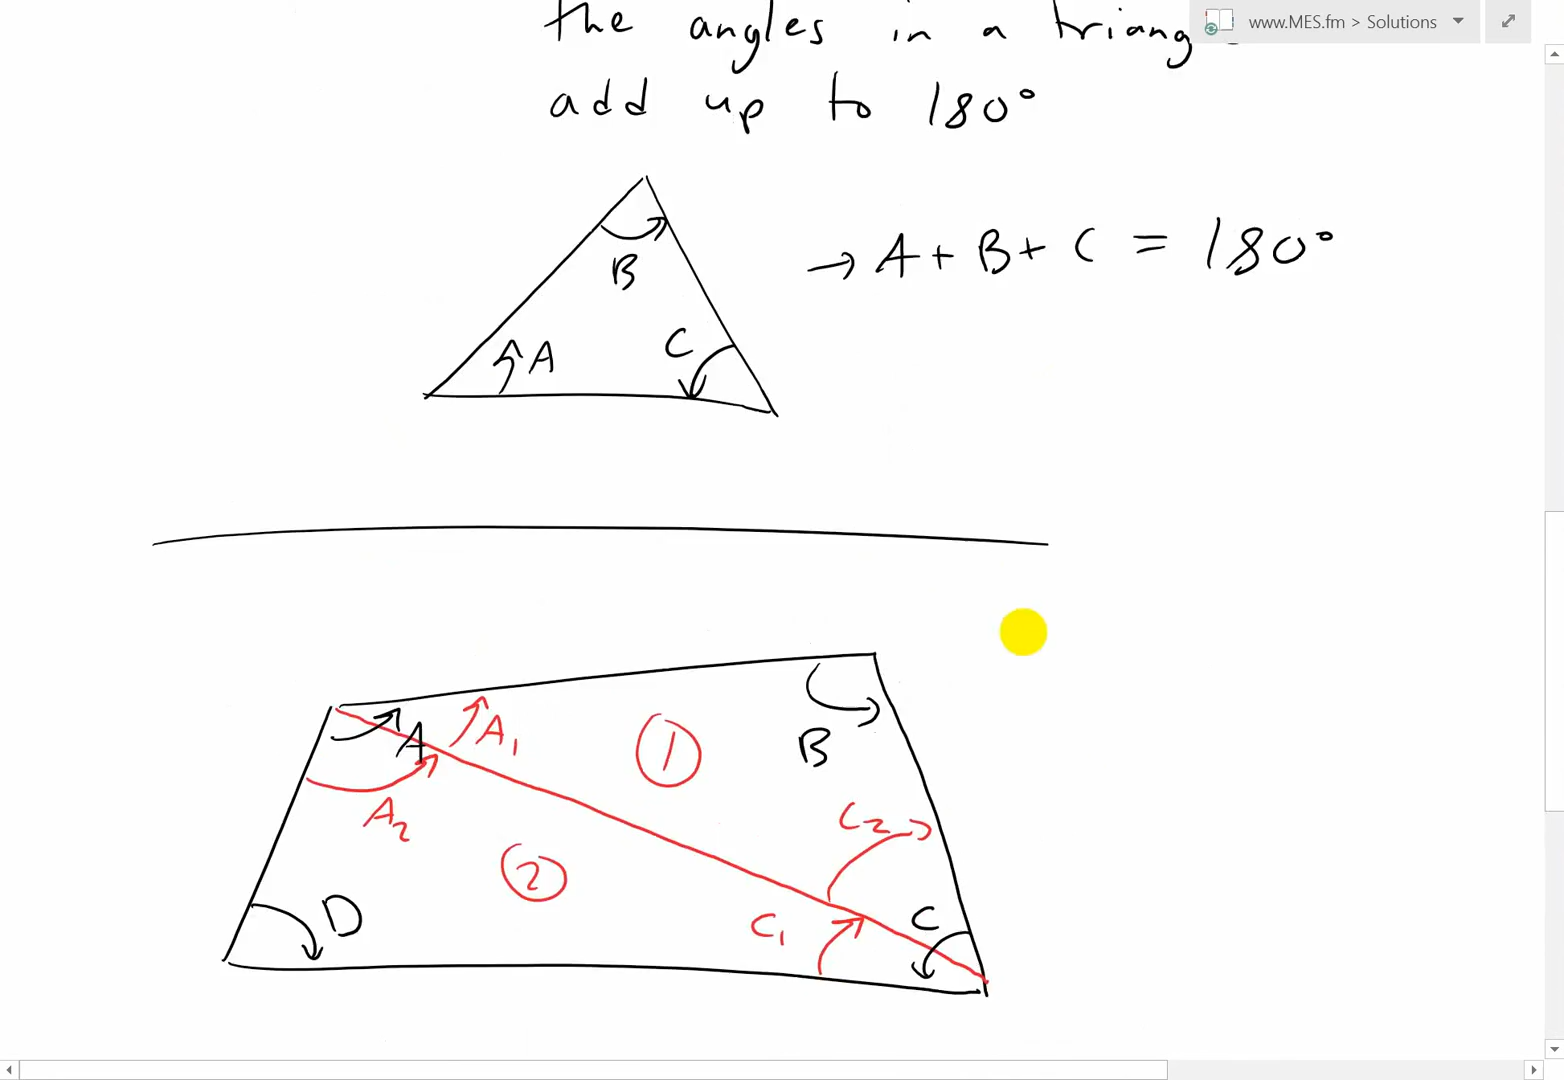 www.MES.fm > Solutions
the angles in a triang
add up to 180°
B
→ A + B + C = 180°
A
C
A
A₁
1
B
A₂
C₂
2
D
C₁
C